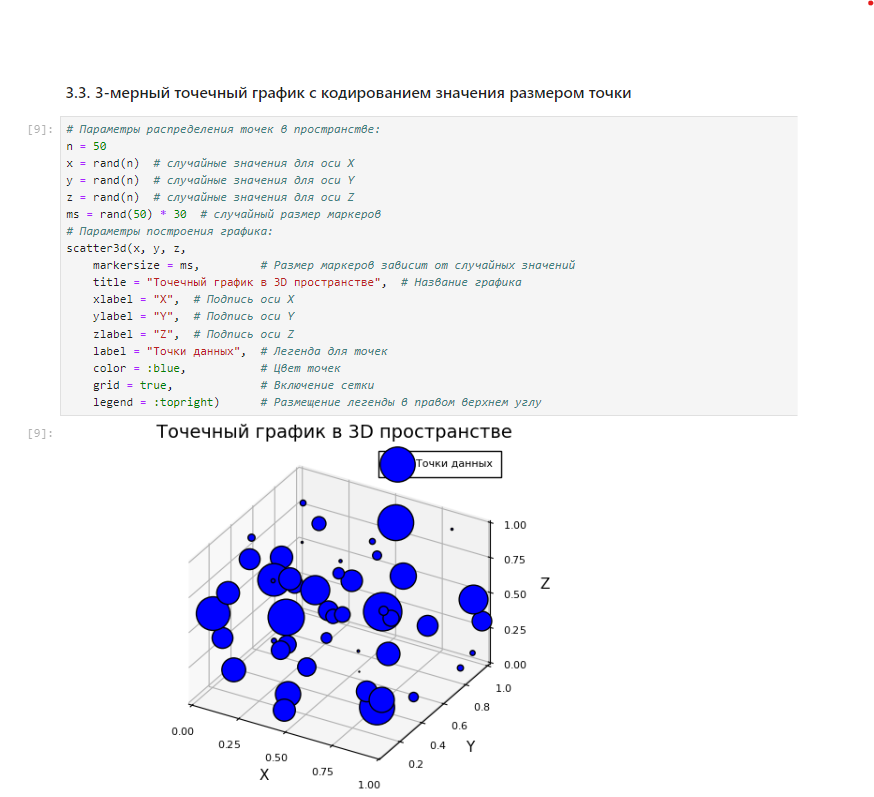 3.3. 3-мерный точечный график с кодированием значения размером точки
[9]:
# Параметры распределения точек в пространстве:
n = 50
x = rand(n)  # случайные значения для оси X
y = rand(n)  # случайные значения для оси Y
z = rand(n)  # случайные значения для оси Z
ms = rand(50) * 30  # случайный размер маркеров
# Параметры построения графика:
scatter3d(x, y, z,
    markersize = ms,         # Размер маркеров зависит от случайных значений
    title = "Точечный график в 3D пространстве",  # Название графика
    xlabel = "X",  # Подпись оси X
    ylabel = "Y",  # Подпись оси Y
    zlabel = "Z",  # Подпись оси Z
    label = "Точки данных",  # Легенда для точек
    color = :blue,           # Цвет точек
    grid = true,             # Включение сетки
    legend = :topright)      # Размещение легенды в правом верхнем углу
[9]:
Точечный график в 3D пространстве
Точки данных
1.00
0.75
0.50
0.25
0.00
Z
1.0
0.8
0.6
0.4
0.2
Y
0.00
0.25
0.50
0.75
1.00
X